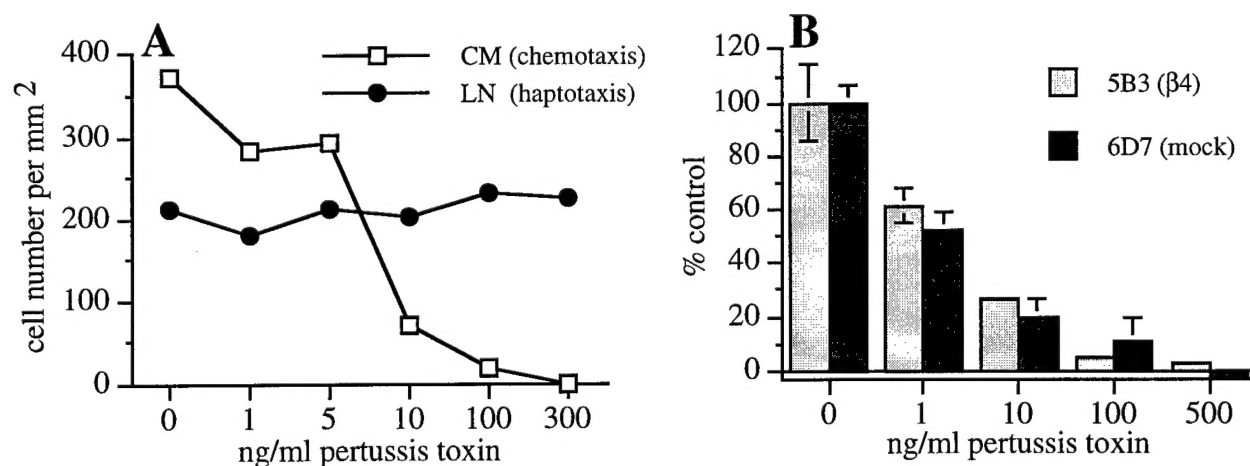 A
400
300
200
100
0
cell number per mm 2
CM (chemotaxis)
LN (haptotaxis)
0 1 5 10 100 300
ng/ml pertussis toxin
B
120
100
80
60
40
20
0
% control
5B3 (β4)
6D7 (mock)
0 1 10 100 500
ng/ml pertussis toxin